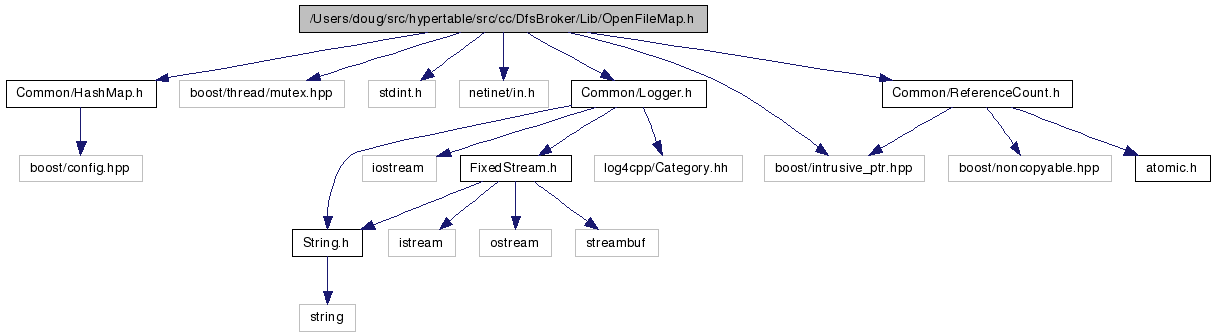 /Users/doug/src/hypertable/src/cc/DfsBroker/Lib/OpenFileMap.h
Common/HashMap.h
boost/thread/mutex.hpp
stdint.h
netinet/in.h
Common/Logger.h
Common/ReferenceCount.h
boost/config.hpp
iostream
FixedStream.h
log4cpp/Category.hh
boost/intrusive_ptr.hpp
boost/noncopyable.hpp
atomic.h
String.h
istream
ostream
streambuf
string